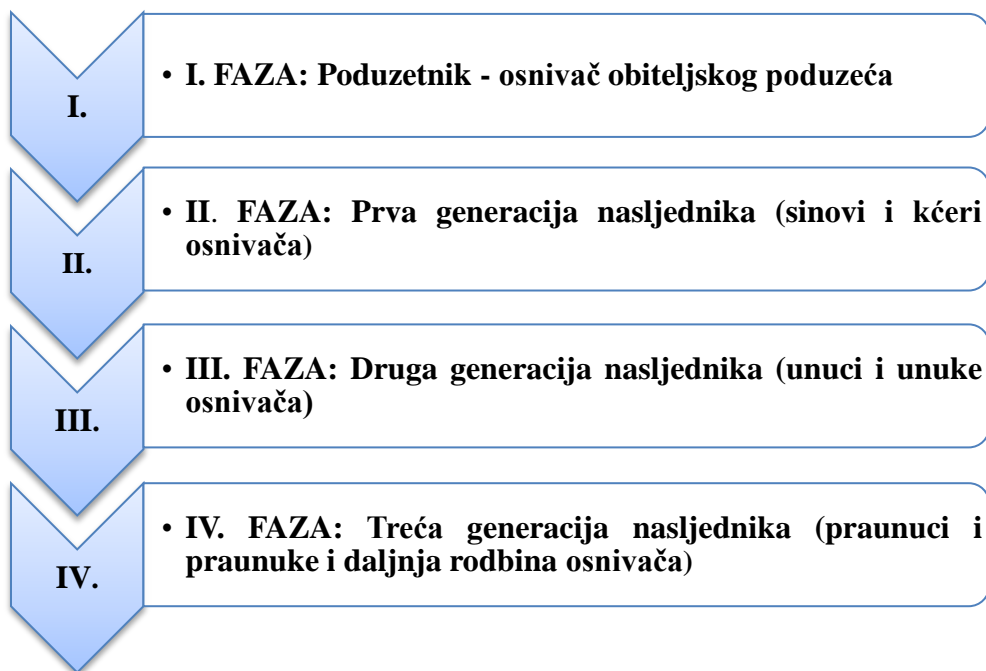 I.
• I. FAZA: Poduzetnik - osnivač obiteljskog poduzeća
II.
• II. FAZA: Prva generacija nasljednika (sinovi i kćeri
osnivača)
III.
• III. FAZA: Druga generacija nasljednika (unuci i unuke
osnivača)
IV.
• IV. FAZA: Treća generacija nasljednika (praunuci i
praunuke i daljnja rodbina osnivača)